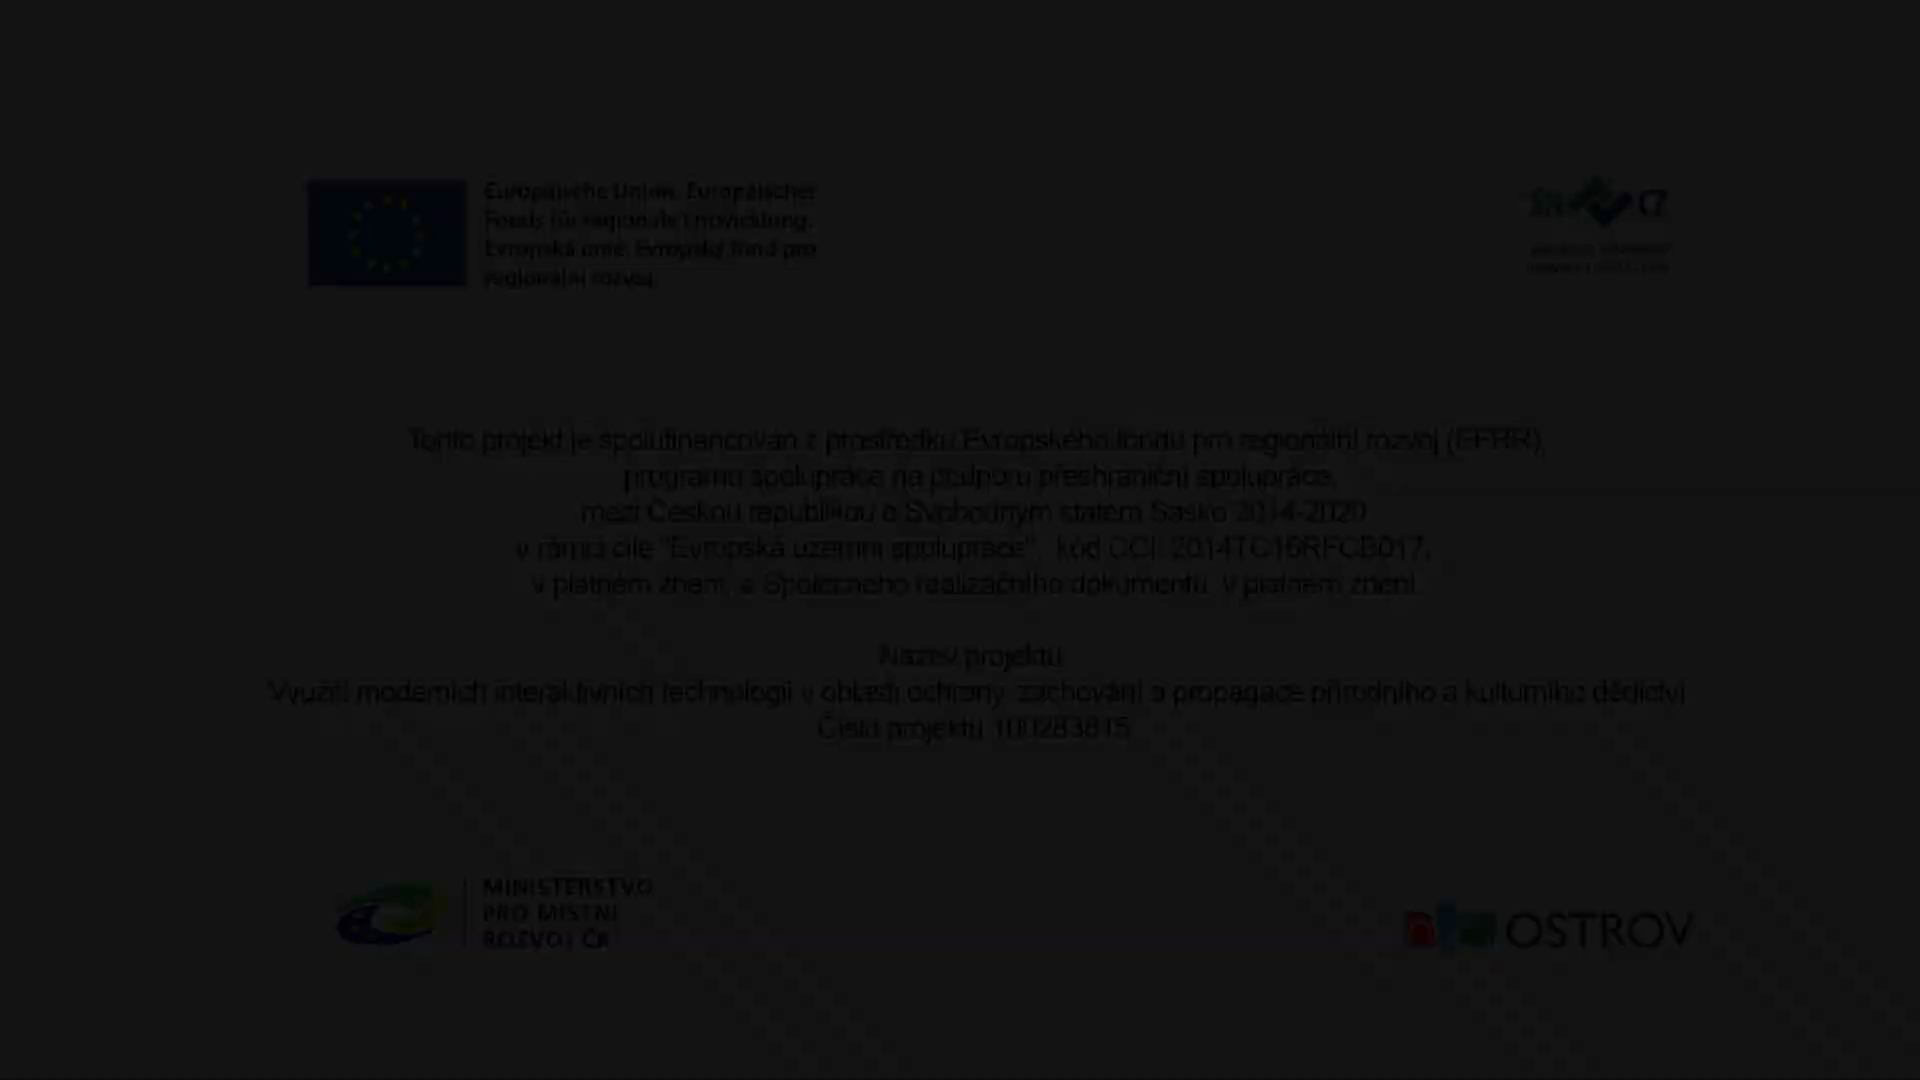 Europäische Union. Europäischer
Fonds für regionale Entwicklung.
Evropská unie. Evropský fond pro
regionální rozvoj.
SN CZ
Tento projekt je spolufinancován z prostředků Evropského fondu pro regionální rozvoj (EFRR),
programu spolupráce na podporu přeshraniční spolupráce,
mezi Českou republikou a Svobodným státem Sasko 2014-2020
v rámci cíle "Evropská územní spolupráce", kód CCI: 2014TC16RFCB017,
v platném znění, a Společného realizačního dokumentu, v platném znění.
Název projektu
Využití moderních interaktivních technologií v oblasti ochrany, zachování a propagace přírodního a kulturního dědictví
Číslo projektu 100283815
MINISTERSTVO
PRO MÍSTNÍ
ROZVOJ ČR
OSTROV